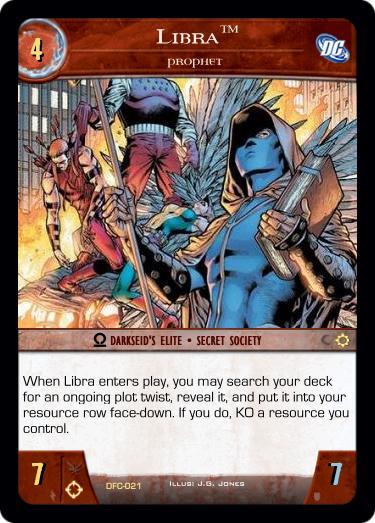 4
LIBRA™
PROPHET
DC
DARKSEID'S ELITE • SECRET SOCIETY
When Libra enters play, you may search your deck
for an ongoing plot twist, reveal it, and put it into your
resource row face-down. If you do, KO a resource you
control.
7
DFC-021
ILLUS: J.G. JONES
7